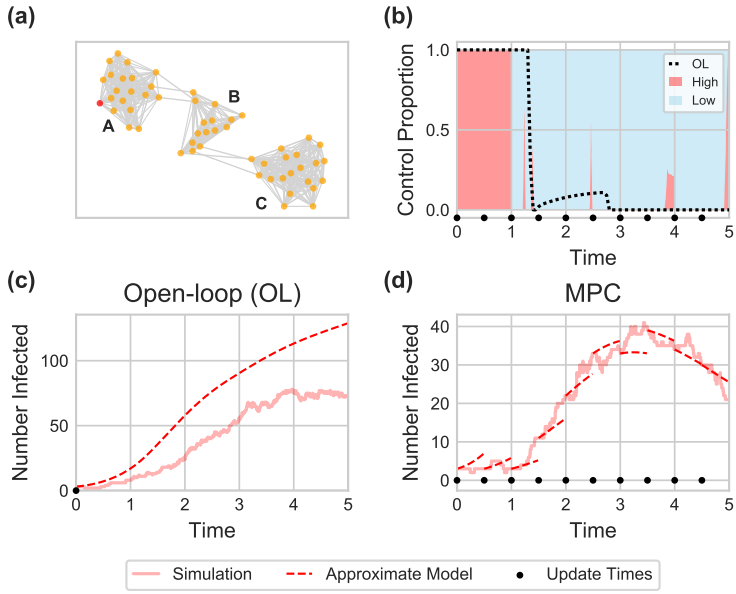 (a)
A
B
C
(b)
Control Proportion
1.0
0.5
0.0
OL
High
Low
0 1 2 3 4 5
Time
(c)
Open-loop (OL)
Number Infected
100
50
0
0 1 2 3 4 5
Time
(d)
MPC
Number Infected
40
30
20
10
0
0 1 2 3 4 5
Time
Simulation Approximate Model Update Times